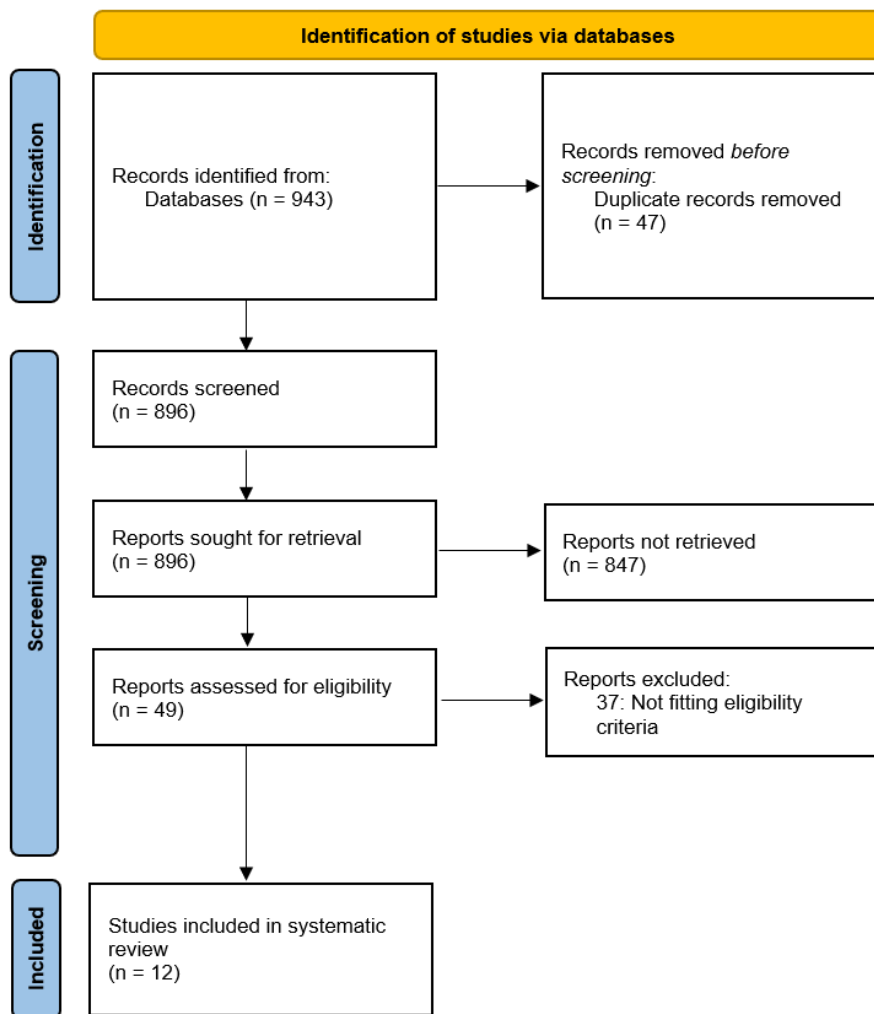 Identification of studies via databases
Identification
Records identified from:
Databases (n = 943)
Records removed before
screening:
Duplicate records removed
(n = 47)
Screening
Records screened
(n = 896)
Reports sought for retrieval
(n = 896)
Reports not retrieved
(n = 847)
Reports assessed for eligibility
(n = 49)
Reports excluded:
37: Not fitting eligibility
criteria
Included
Studies included in systematic
review
(n = 12)